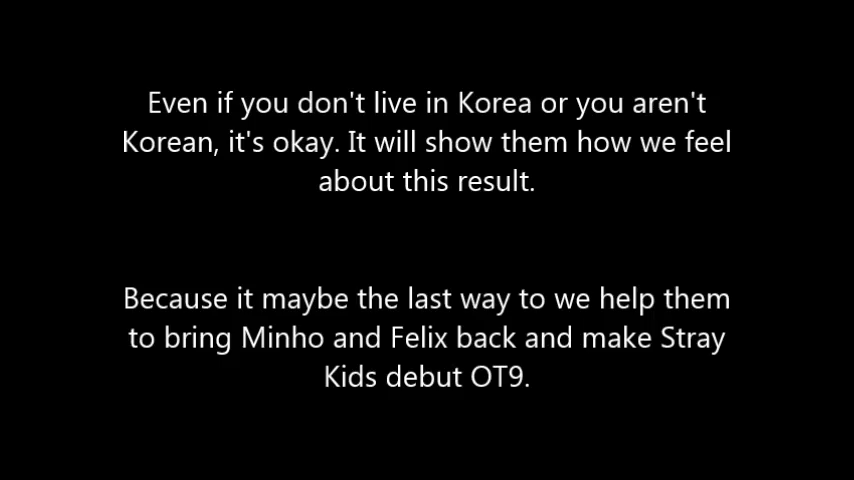 Even if you don't live in Korea or you aren't
Korean, it's okay. It will show them how we feel
about this result.
Because it maybe the last way to we help them
to bring Minho and Felix back and make Stray
Kids debut OT9.